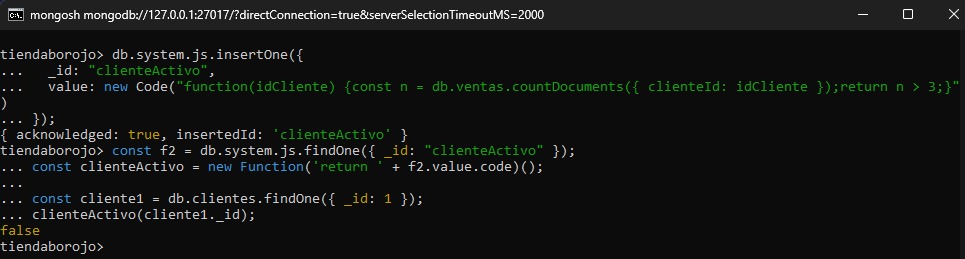 mongosh mongodb://127.0.0.1:27017/?directConnection=true&serverSelectionTimeoutMS=2000
tiendaborojo> db.system.js.insertOne({
...   _id: "clienteActivo",
...   value: new Code("function(idCliente) {const n = db.ventas.countDocuments({ clienteId: idCliente });return n > 3;}"
)
... });
{ acknowledged: true, insertedId: 'clienteActivo' }
tiendaborojo> const f2 = db.system.js.findOne({ _id: "clienteActivo" });
... const clienteActivo = new Function('return ' + f2.value.code)();
...
... const cliente1 = db.clientes.findOne({ _id: 1 });
... clienteActivo(cliente1._id);
false
tiendaborojo>